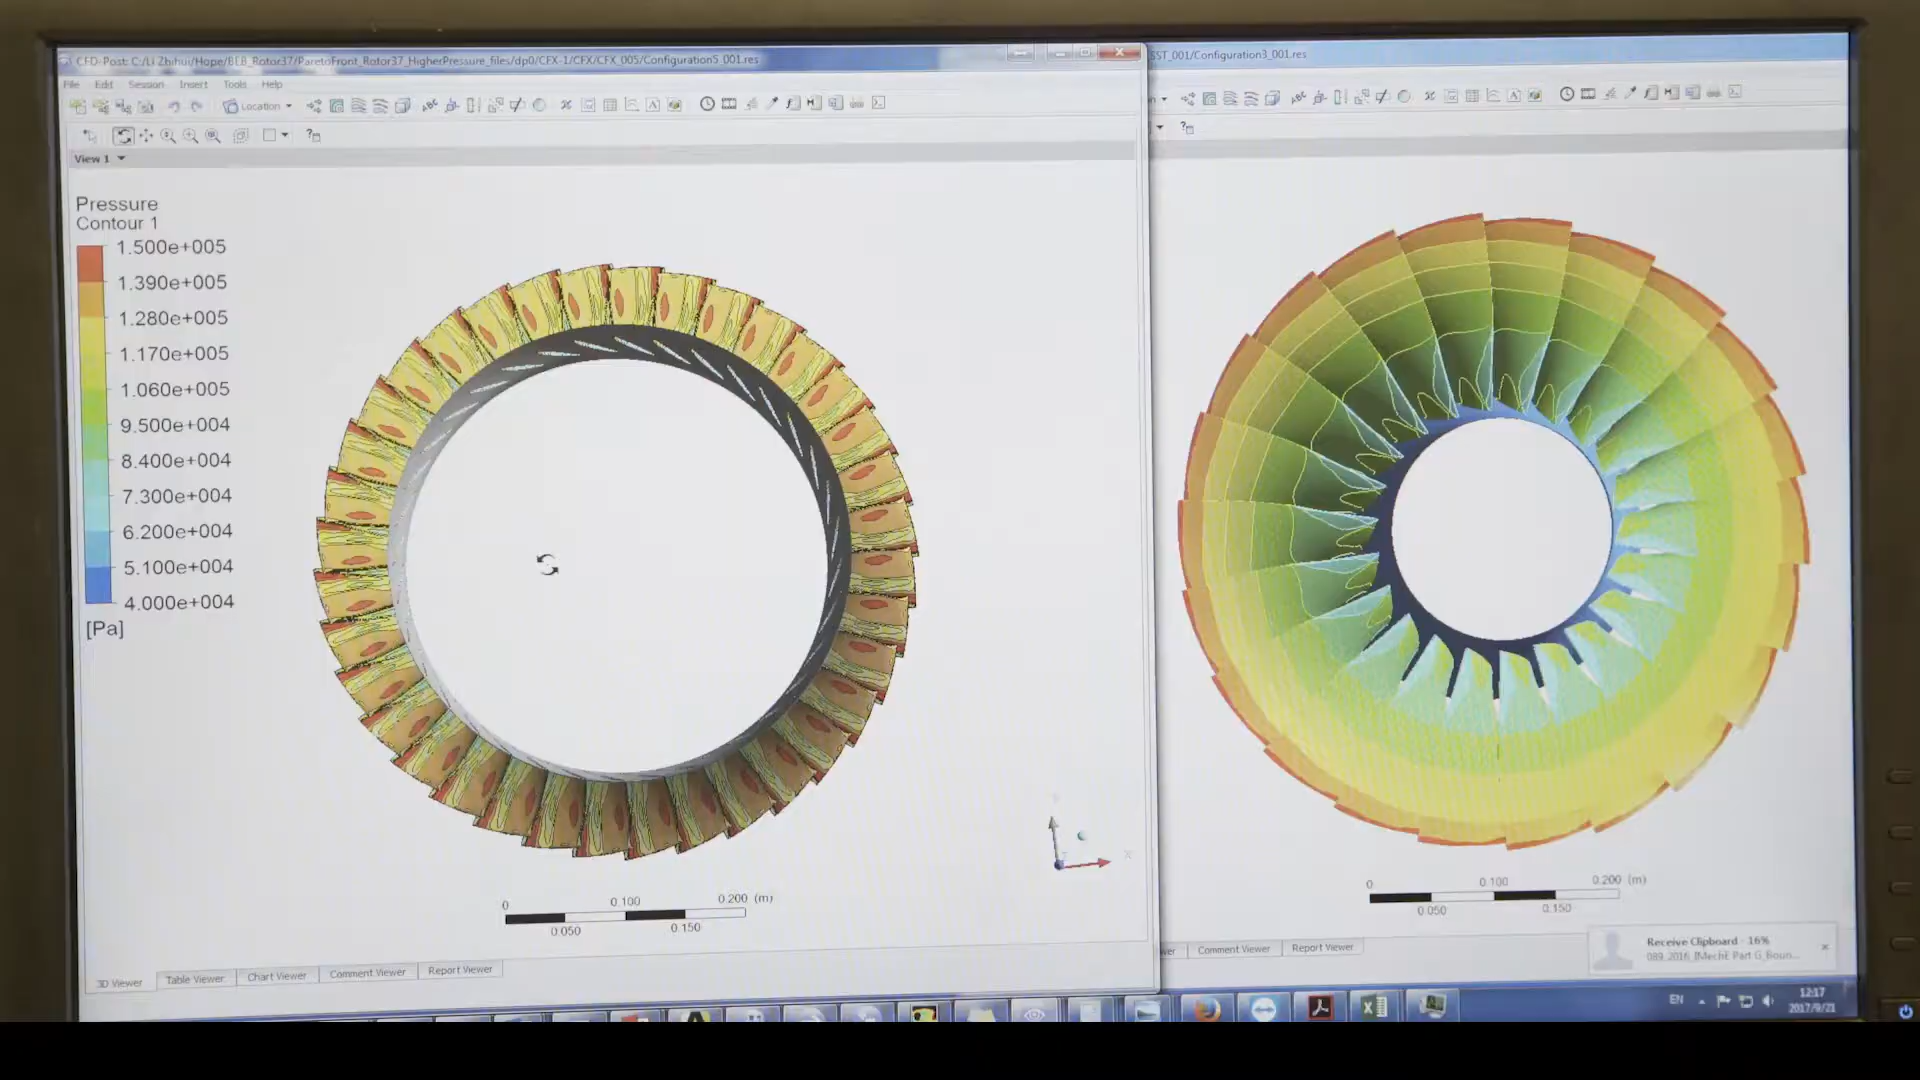 CFD-Post: C:/Li Zhihui/Hope/BLB_Rotor37/ParetoFront_Rotor37_HigherPressure_files/dp0/CFX-1/CFX/CFX_005/Configuration5_001.res
SST_001/Configuration3_001.res
File Edit Session Insert Tools Help
Location
View 1
Pressure
Contour 1
1.500e+005
1.390e+005
1.280e+005
1.170e+005
1.060e+005
9.500e+004
8.400e+004
7.300e+004
6.200e+004
5.100e+004
4.000e+004
[Pa]
X
0 0.100 0.200 (m)
0.050 0.150
0 0.100 0.200 (m)
0.050 0.150
3D Viewer Table Viewer Chart Viewer Comment Viewer Report Viewer
wer Comment Viewer Report Viewer
Receive Clipboard - 16%
089_2016_IMechE Part G_Boun...
EN
12:17
2017/9/21